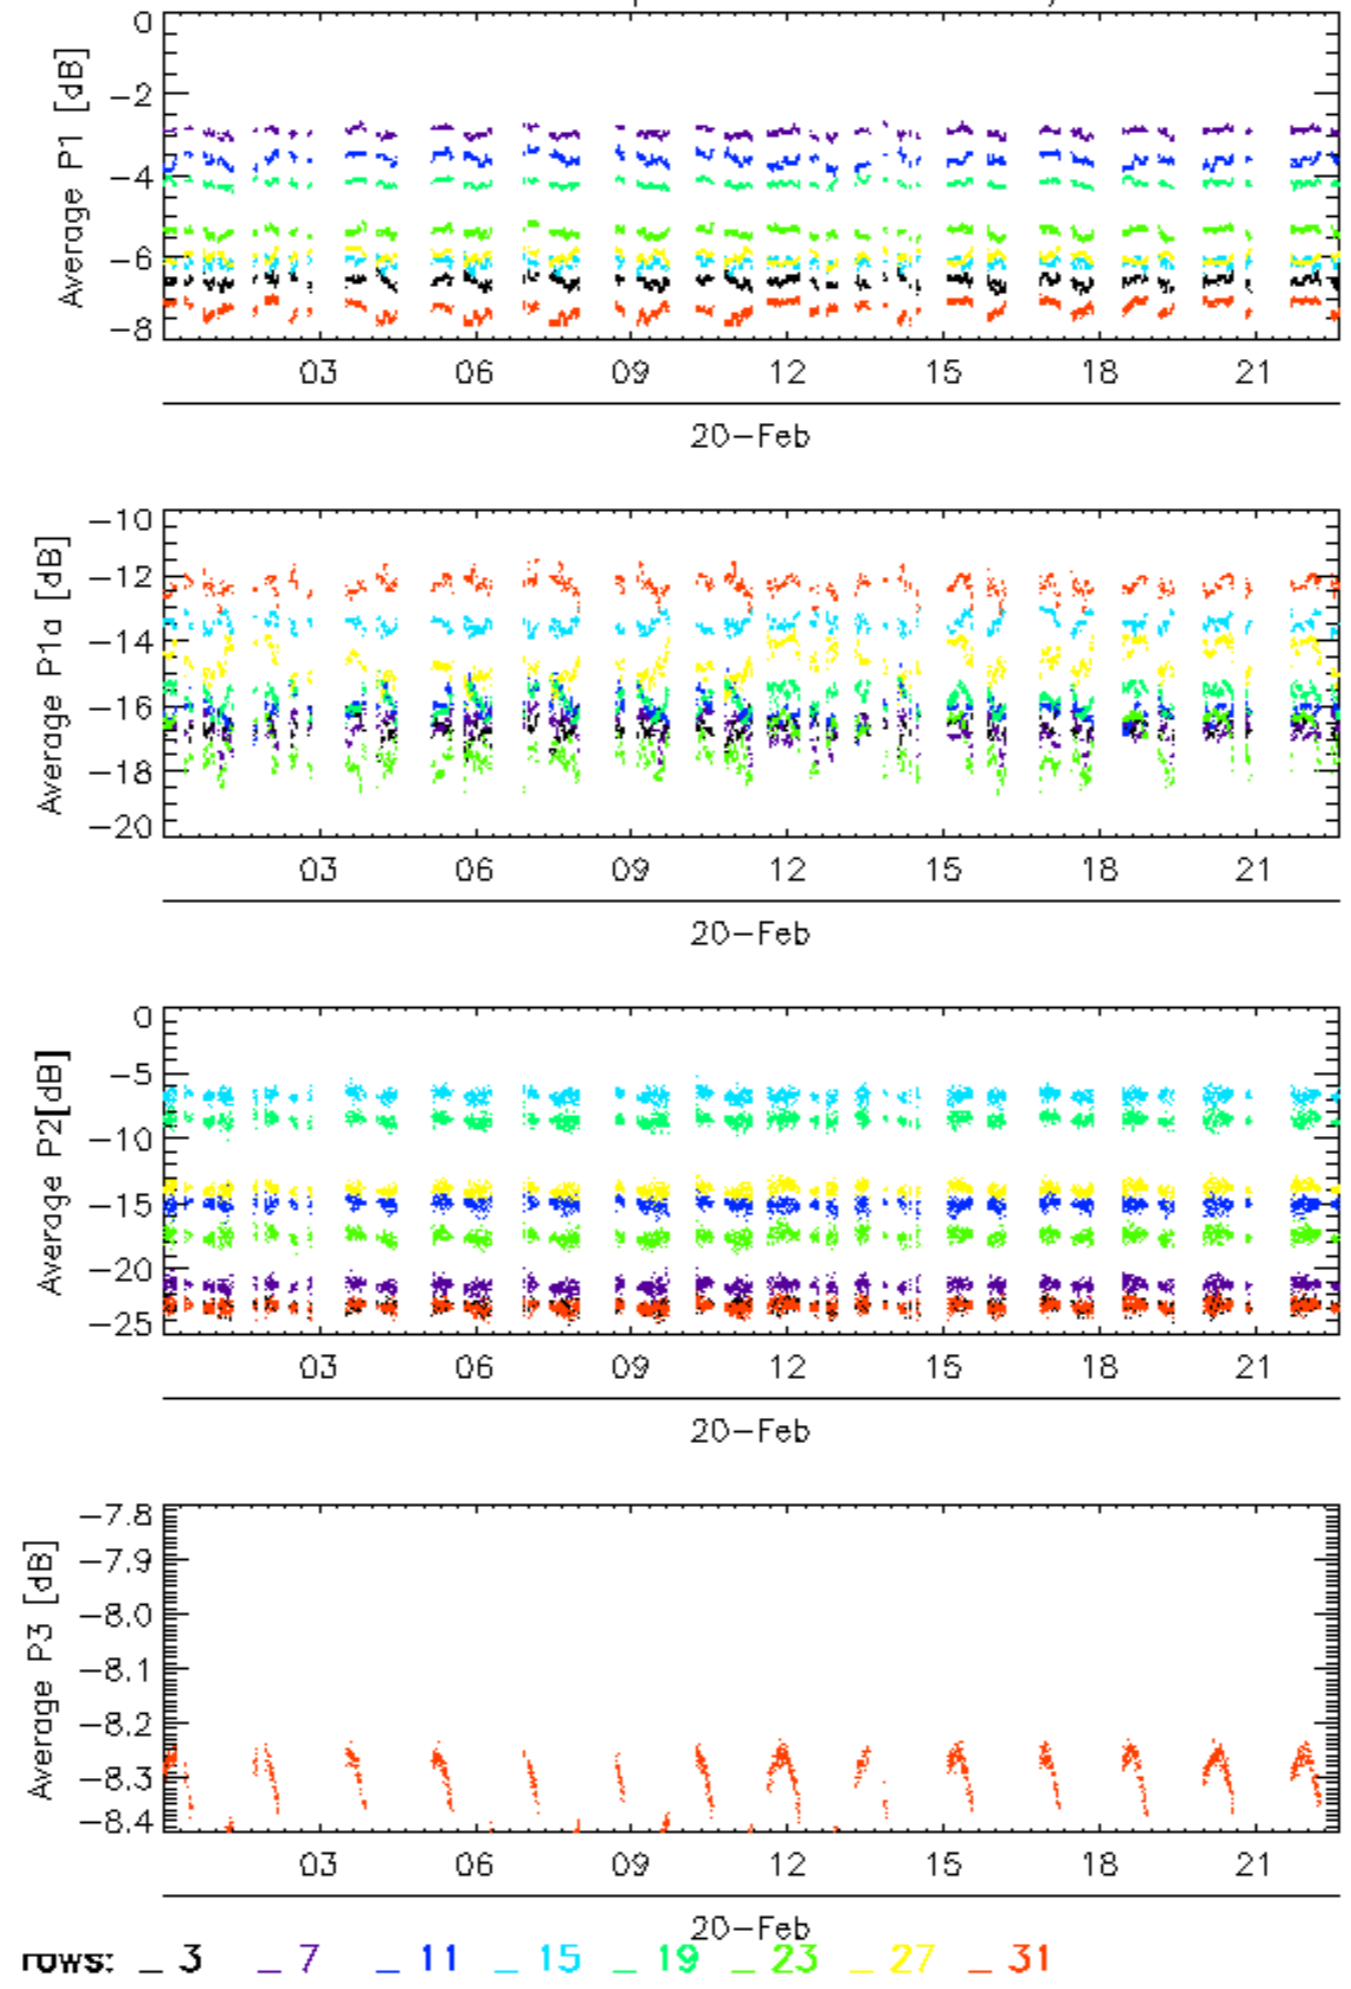 0
−2
−4
−6
−8
Average P1 [dB]
03 06 09 12 15 18 21
20−Feb
−10
−12
−14
−16
−18
−20
Average P1a [dB]
03 06 09 12 15 18 21
20−Feb
0
−5
−10
−15
−20
−25
Average P2[dB]
03 06 09 12 15 18 21
20−Feb
−7.8
−7.9
−8.0
−8.1
−8.2
−8.3
−8.4
Average P3 [dB]
03 06 09 12 15 18 21
20−Feb
rows: _ 3 _ 7 _ 11 _ 15 _ 19 _ 23 _ 27 _ 31